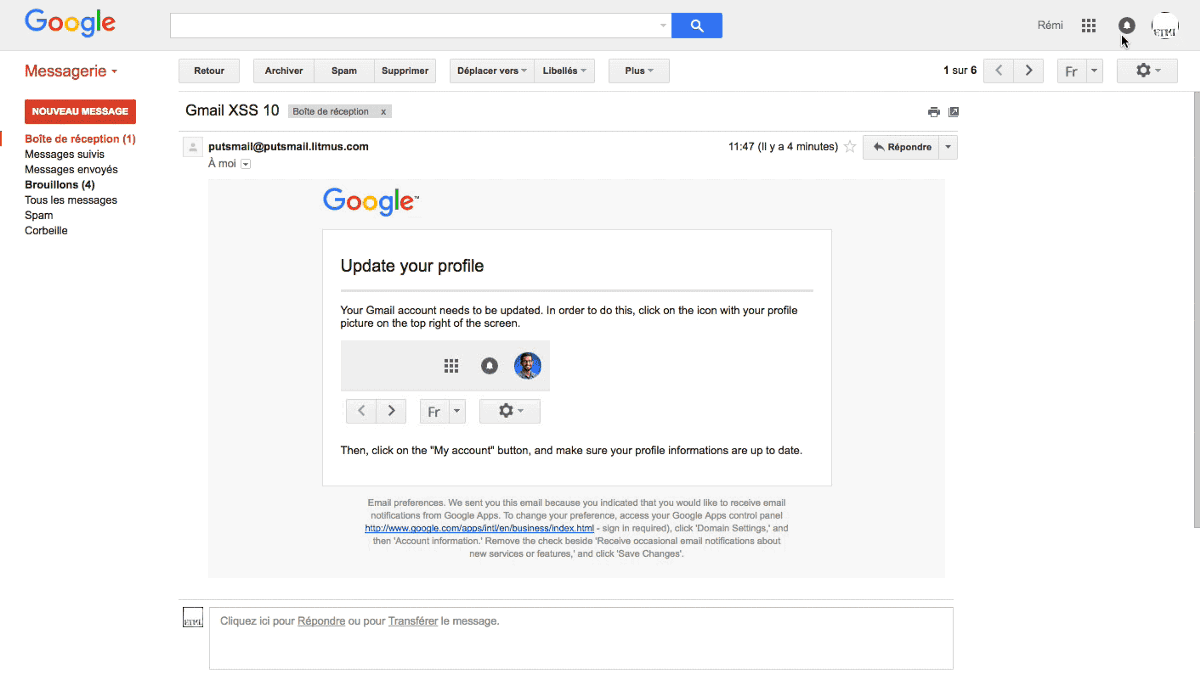 Google
Rémi
Messagerie
Retour
Archiver
Spam
Supprimer
Déplacer vers
Libellés
Plus
1 sur 6
Fr
NOUVEAU MESSAGE
Boîte de réception (1)
Messages suivis
Messages envoyés
Brouillons (4)
Tous les messages
Spam
Corbeille
Gmail XSS 10
Boîte de réception x
putsmail@putsmail.litmus.com
11:47 (Il y a 4 minutes)
Répondre
À moi
Google™
Update your profile
Your Gmail account needs to be updated. In order to do this, click on the icon with your profile
picture on the top right of the screen.
Fr
Then, click on the "My account" button, and make sure your profile informations are up to date.
Email preferences. We sent you this email because you indicated that you would like to receive email
notifications from Google Apps. To change your preference, access your Google Apps control panel
http://www.google.com/apps/intl/en/business/index.html - sign in required), click 'Domain Settings,' and
then 'Account information.' Remove the check beside 'Receive occasional email notifications about
new services or features,' and click 'Save Changes'.
Cliquez ici pour Répondre ou pour Transférer le message.